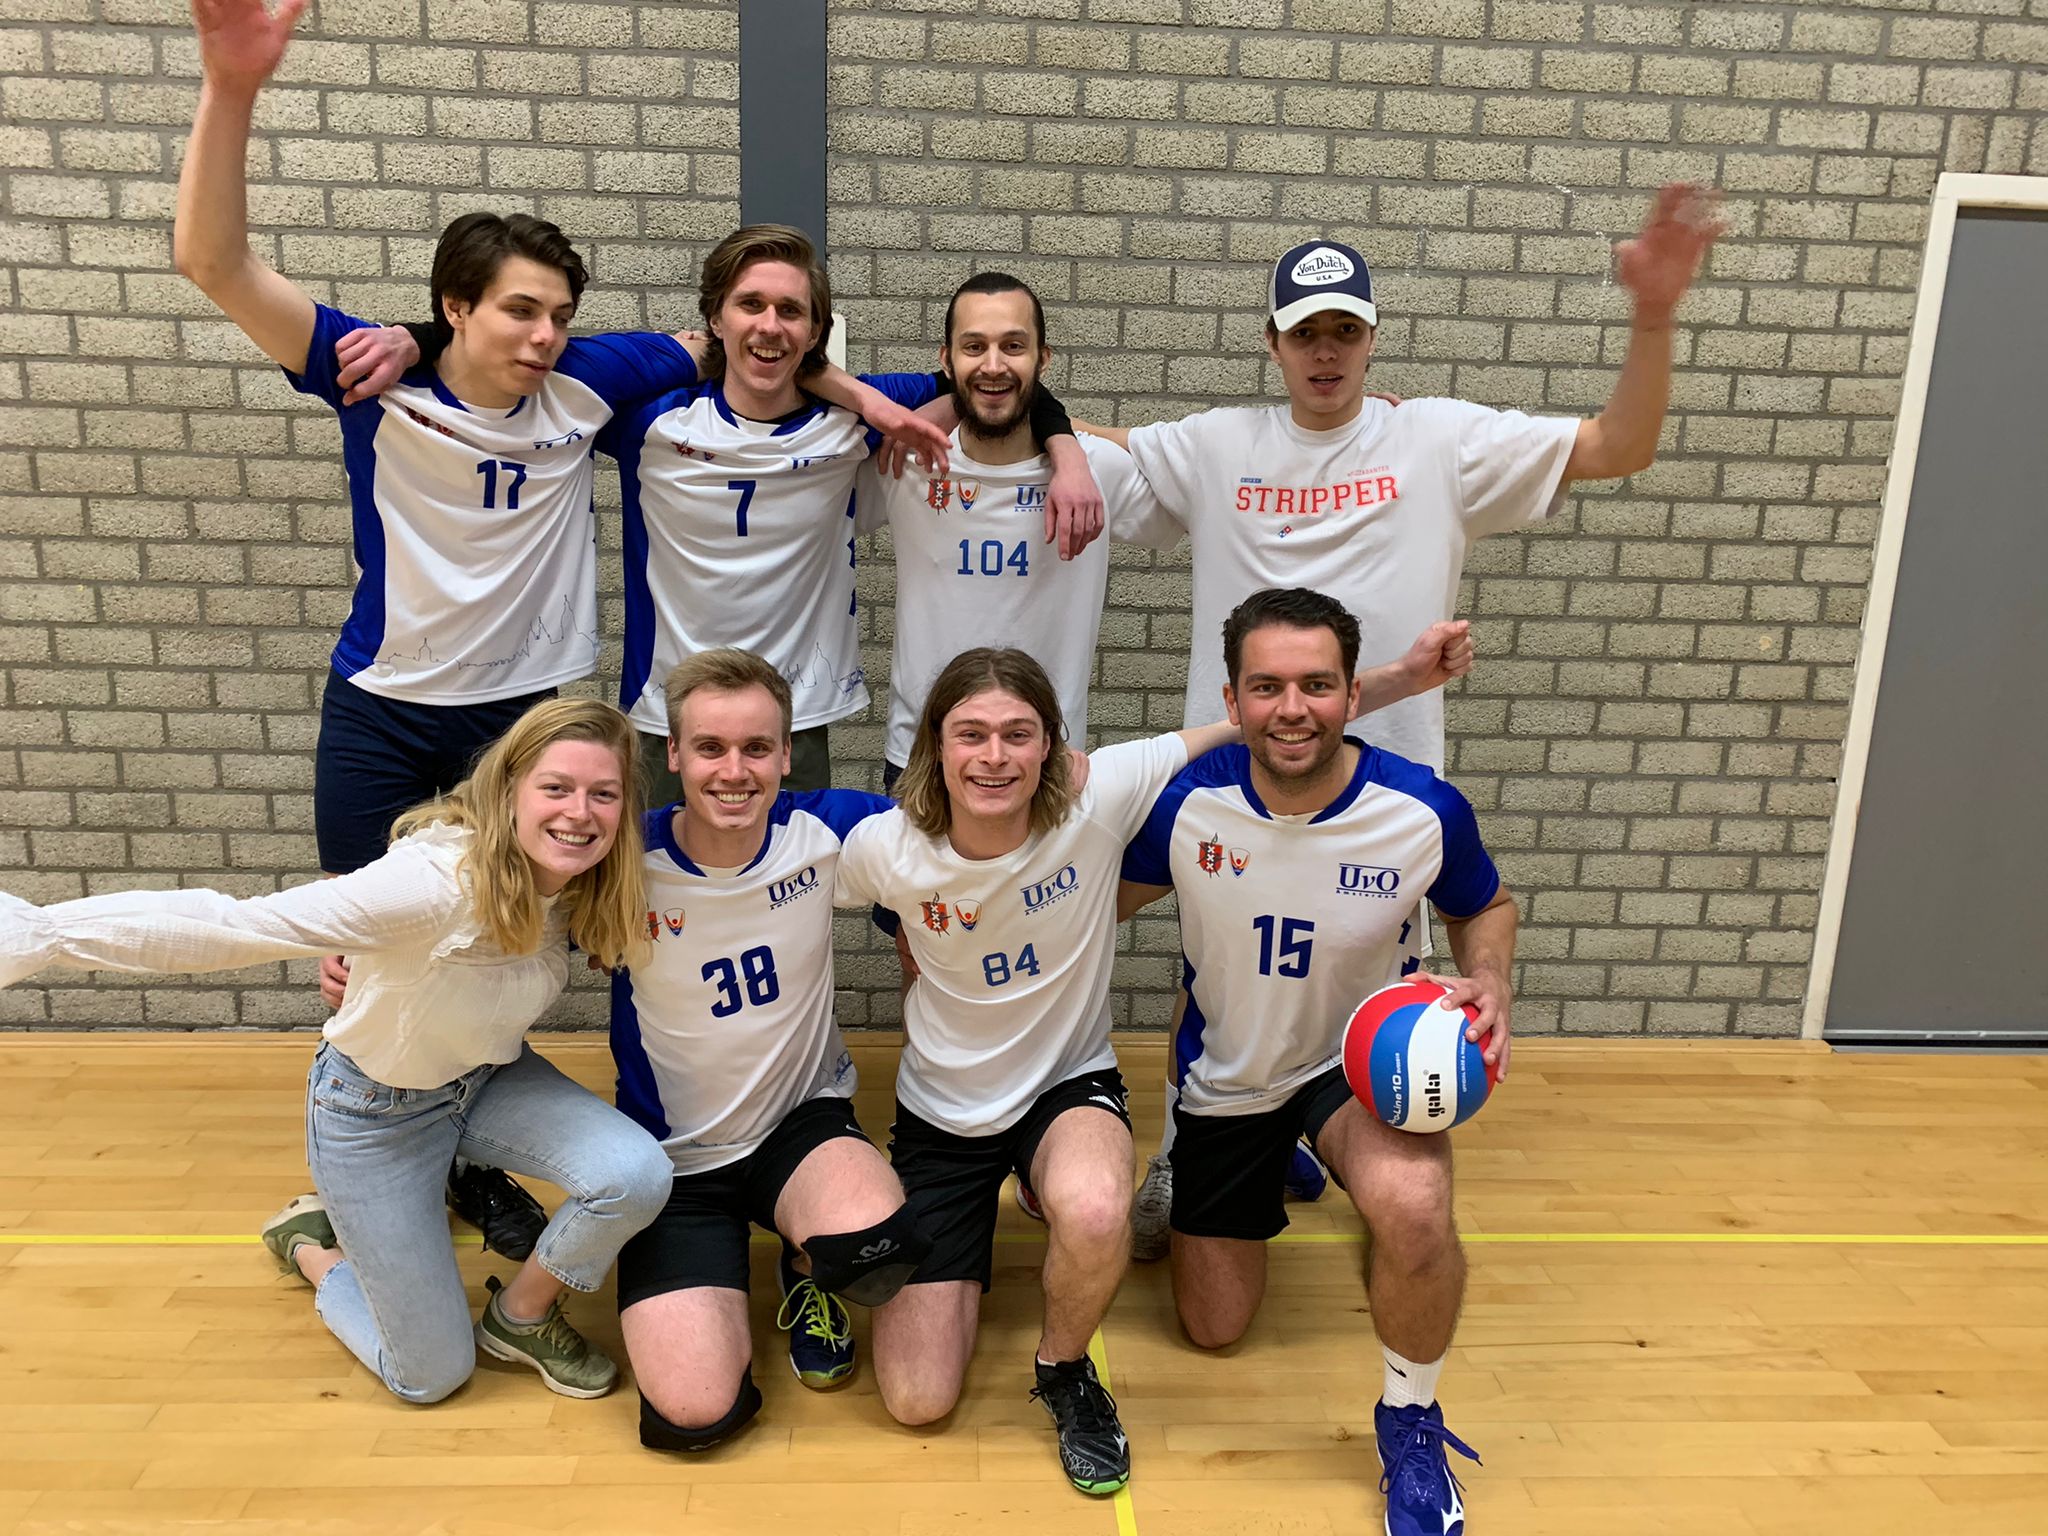 Von Dutch
U.S.A.
17
7
UvO
104
CHICKEN
STRIPPER
UvO
Amsterdam
38
UvO
Amsterdam
84
UvO
Amsterdam
15
gala